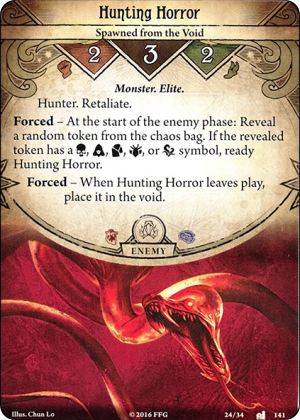 Hunting Horror
Spawned from the Void
2 3 2
Monster. Elite.
Hunter. Retaliate.
Forced – At the start of the enemy phase: Reveal
a random token from the chaos bag. If the revealed
token has a , , , , or symbol, ready
Hunting Horror.
Forced – When Hunting Horror leaves play,
place it in the void.
ENEMY
Illus. Chun Lo
© 2016 FFG
24/34
141